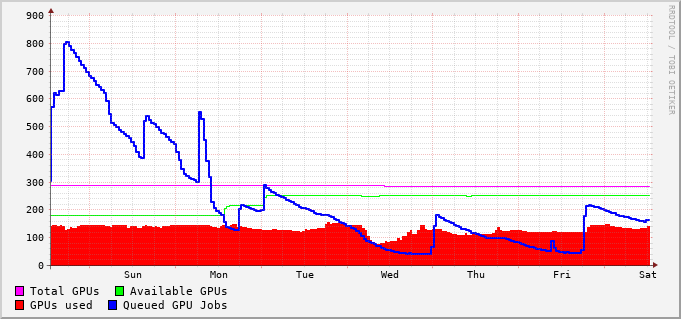 900
800
700
600
500
400
300
200
100
0
Sun Mon Tue Wed Thu Fri Sat
Total GPUs Available GPUs
GPUs used Queued GPU Jobs
RRDTOOL / TOBI OETIKER